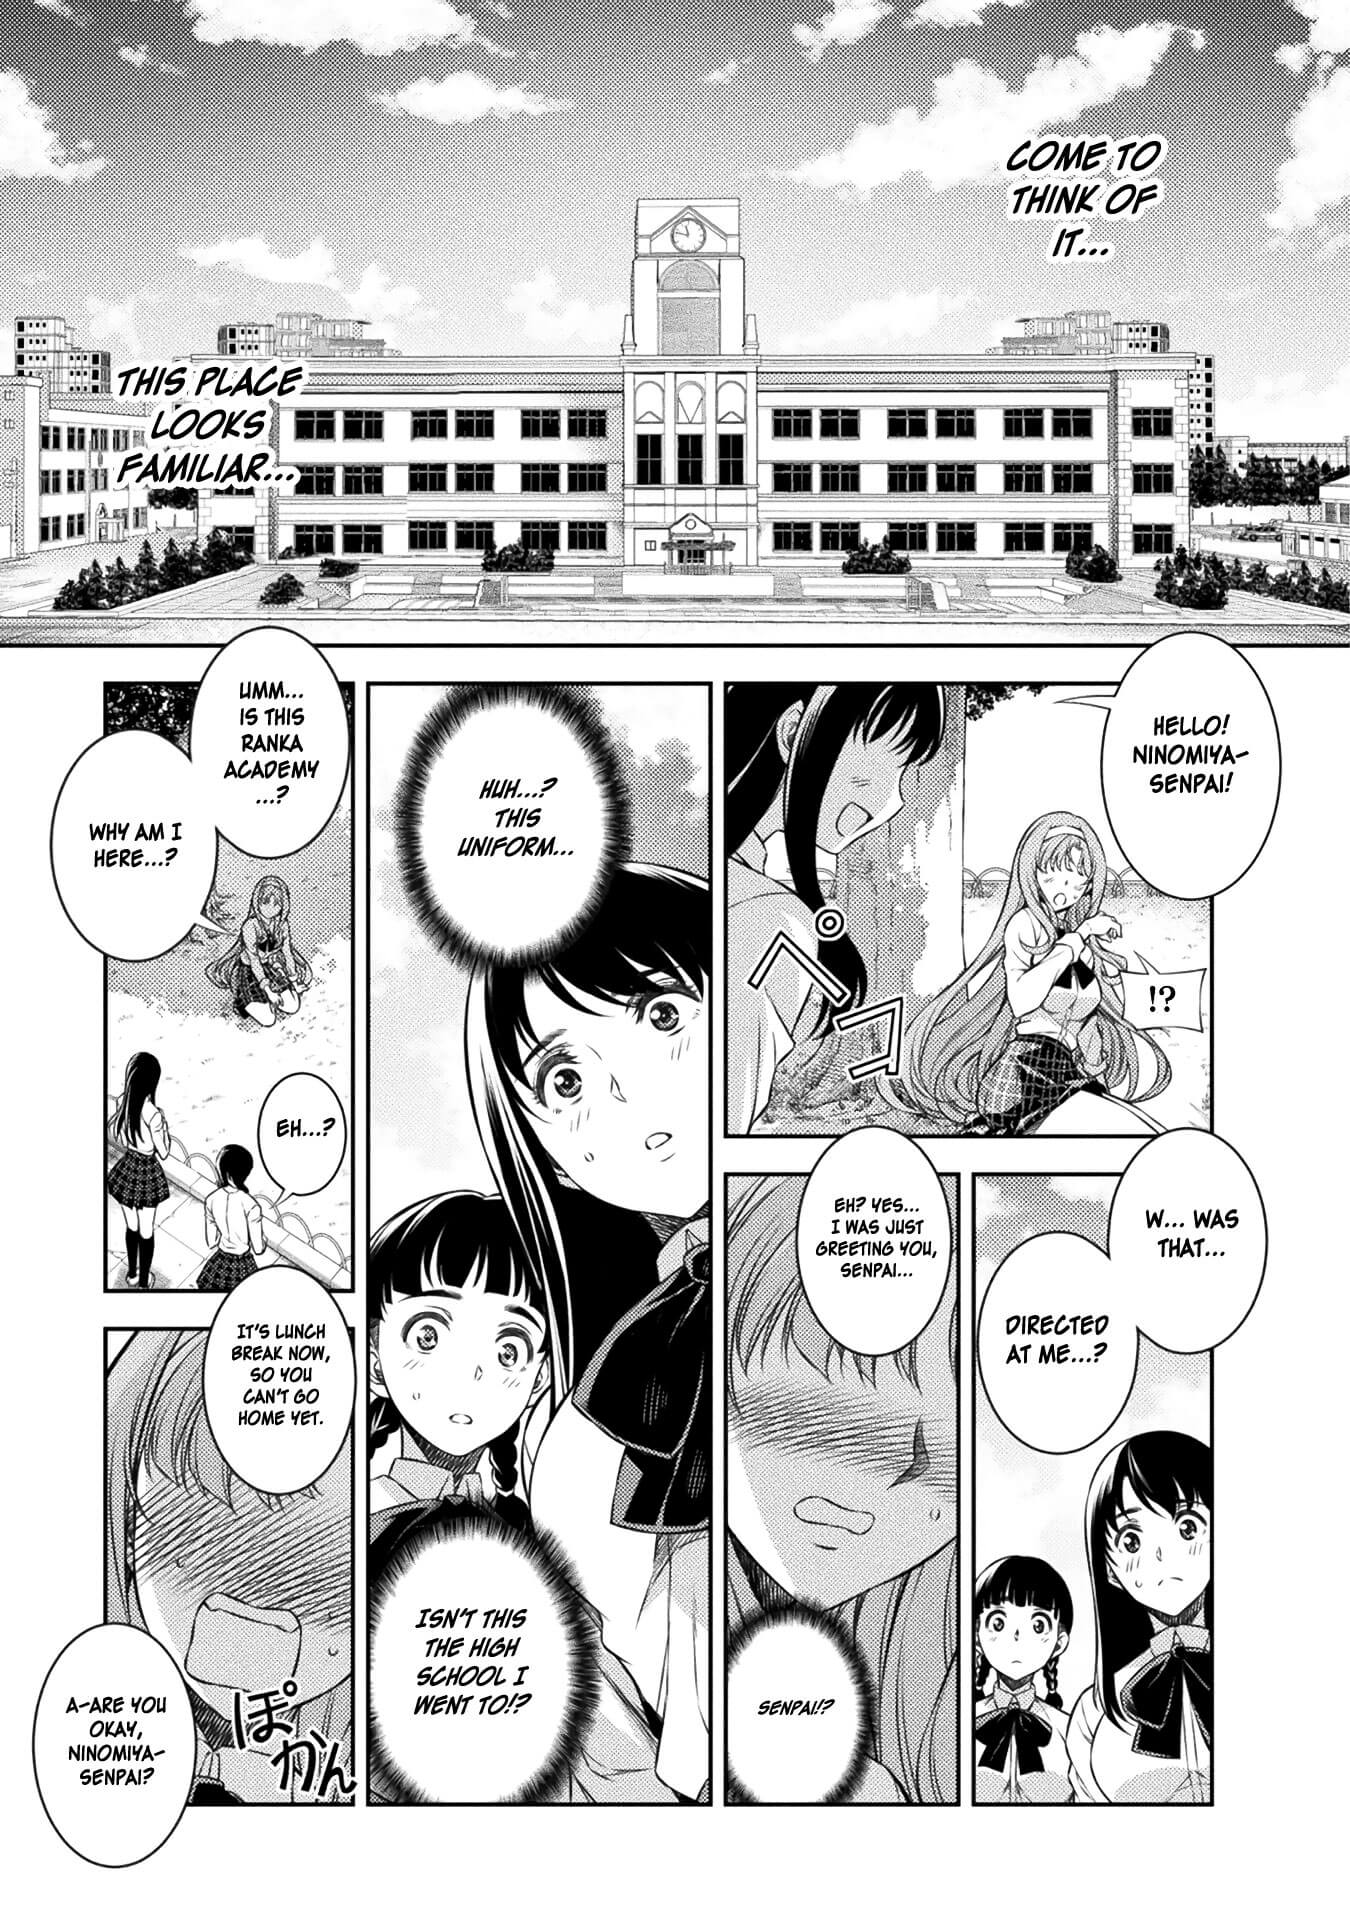 COME TO
THINK OF
IT...
THIS PLACE
LOOKS
FAMILIAR...
HELLO!
NINOMIYA-
SENPAI!
!?
ペコ
HUH...?
THIS
UNIFORM...
UMM...
IS THIS
RANKA
ACADEMY
...?
WHY AM I
HERE...?
EH...?
W... WAS
THAT...
DIRECTED
AT ME...?
EH? YES...
I WAS JUST
GREETING YOU,
SENPAI...
SENPAI!?
ISN'T THIS
THE HIGH
SCHOOL I
WENT TO!?
IT'S LUNCH
BREAK NOW,
SO YOU
CAN'T GO
HOME YET.
ぽかん
A-ARE YOU
OKAY,
NINOMIYA-
SENPAI?